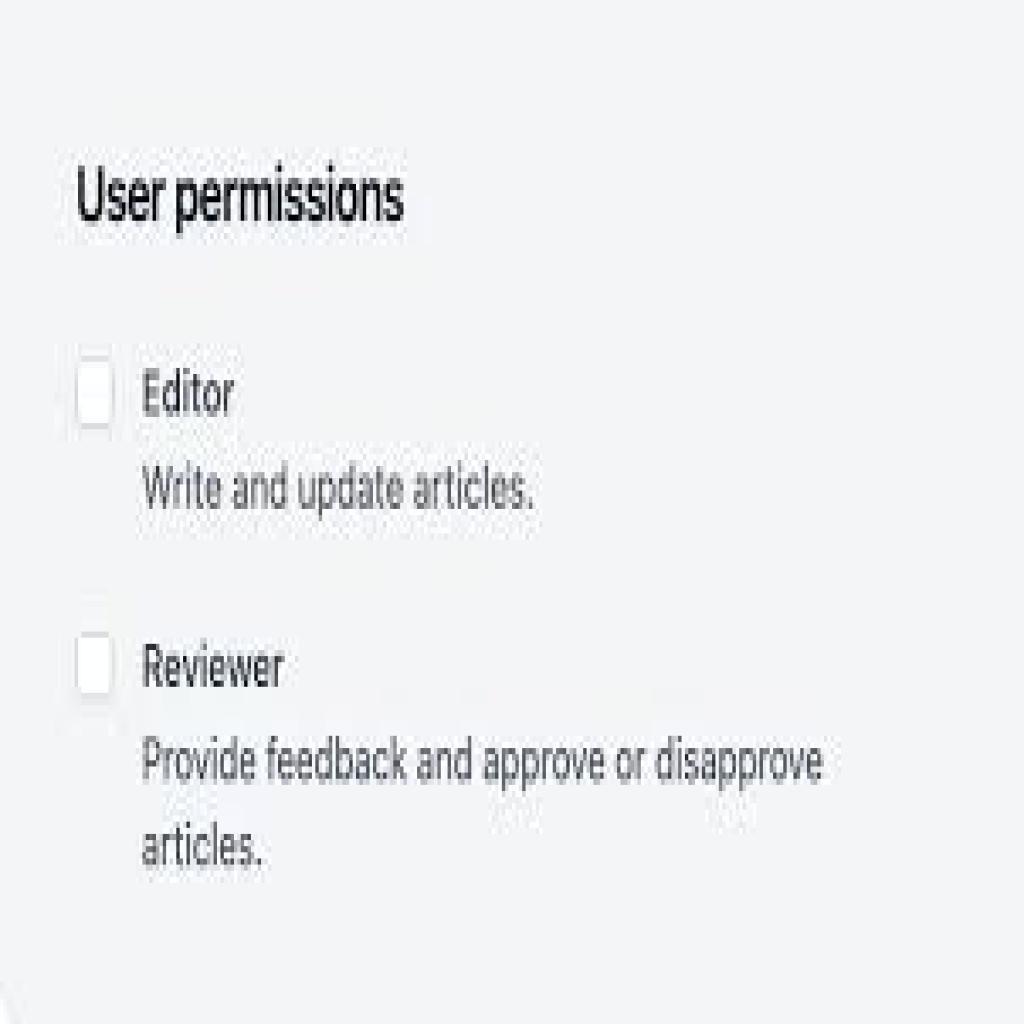 User permissions
Editor
Write and update articles.
Reviewer
Provide feedback and approve or disapprove
articles.